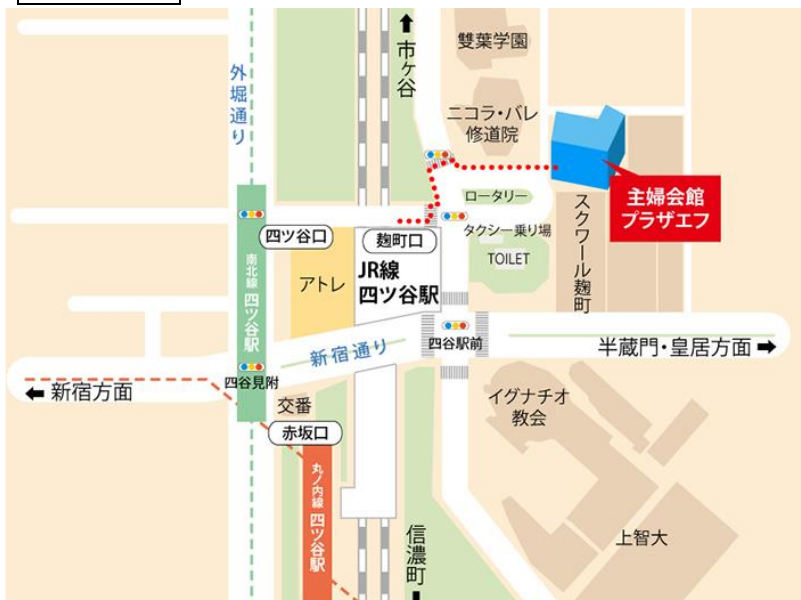 外堀通り
市ケ谷
雙葉学園
ニコラ・バレ
修道院
主婦会館
プラザエフ
ロータリー
タクシー乗り場
TOILET
スクワール麹町
四ツ谷口
麹町口
アトレ
JR線
四ツ谷駅
南北線 四ツ谷駅
新宿通り
四谷駅前
半蔵門・皇居方面
四谷見附
新宿方面
交番
赤坂口
イグナチオ
教会
丸ノ内線 四ツ谷駅
信濃町
上智大